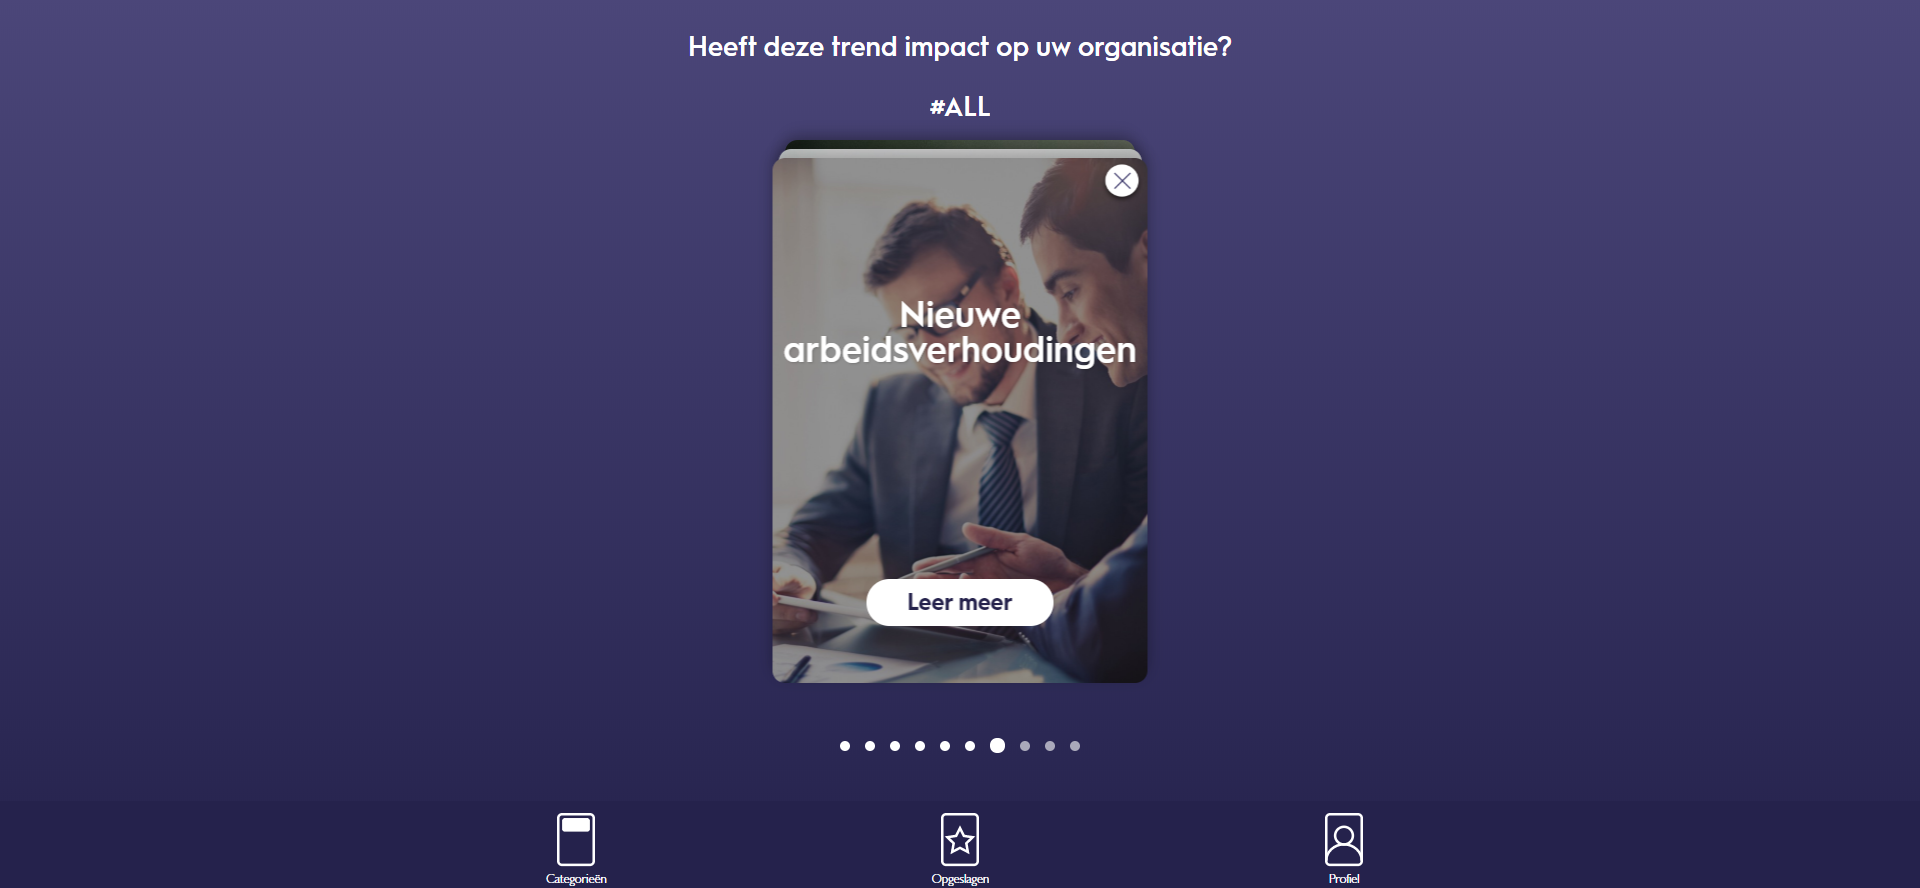 Heeft deze trend impact op uw organisatie?
#ALL
Nieuwe
arbeidsverhoudingen
Leer meer
Categorieën
Opgeslagen
Profiel